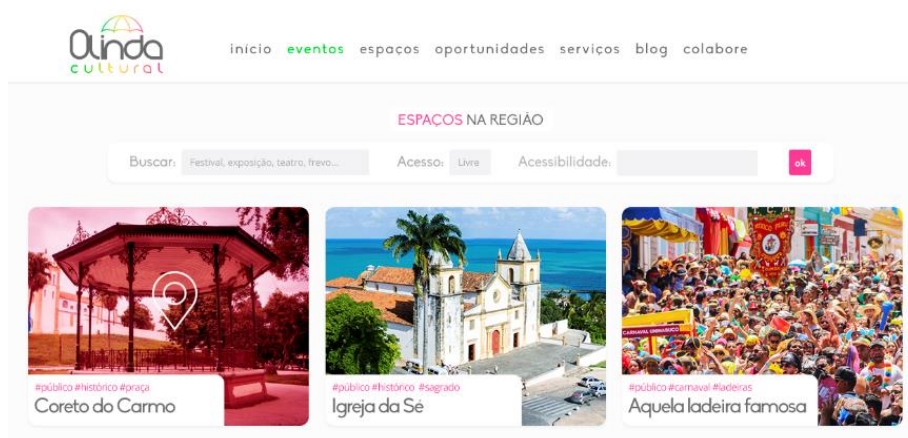 Olinda
cultural
início eventos espaços oportunidades serviços blog colabore
ESPAÇOS NA REGIÃO
Buscar: Festival, exposição, teatro, frevo... Acesso: Livre Acessibilidade: ok
#público #histórico #praça
Coreto do Carmo
#público #histórico #sagrado
Igreja da Sé
#público #carnaval #ladeiras
Aquela ladeira famosa